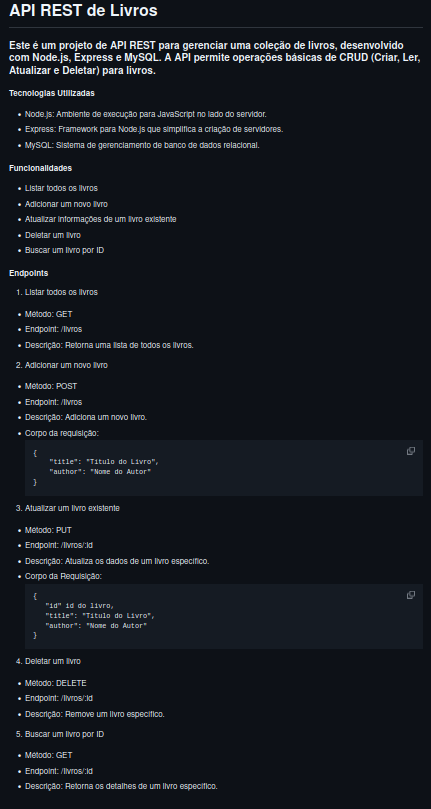 API REST de Livros
Este é um projeto de API REST para gerenciar uma coleção de livros, desenvolvido
com Node.js, Express e MySQL. A API permite operações básicas de CRUD (Criar, Ler,
Atualizar e Deletar) para livros.
Tecnologias Utilizadas
• Node.js: Ambiente de execução para JavaScript no lado do servidor.
• Express: Framework para Node.js que simplifica a criação de servidores.
• MySQL: Sistema de gerenciamento de banco de dados relacional.
Funcionalidades
• Listar todos os livros
• Adicionar um novo livro
• Atualizar informações de um livro existente
• Deletar um livro
• Buscar um livro por ID
Endpoints
1. Listar todos os livros
• Método: GET
• Endpoint: /livros
• Descrição: Retorna uma lista de todos os livros.
2. Adicionar um novo livro
• Método: POST
• Endpoint: /livros
• Descrição: Adiciona um novo livro.
• Corpo da requisição:
{
"title": "Título do Livro",
"author": "Nome do Autor"
}
3. Atualizar um livro existente
• Método: PUT
• Endpoint: /livros/:id
• Descrição: Atualiza os dados de um livro específico.
• Corpo da Requisição:
{
"id" id do livro,
"title": "Título do Livro",
"author": "Nome do Autor"
}
4. Deletar um livro
• Método: DELETE
• Endpoint: /livros/:id
• Descrição: Remove um livro específico.
5. Buscar um livro por ID
• Método: GET
• Endpoint: /livros/:id
• Descrição: Retorna os detalhes de um livro específico.